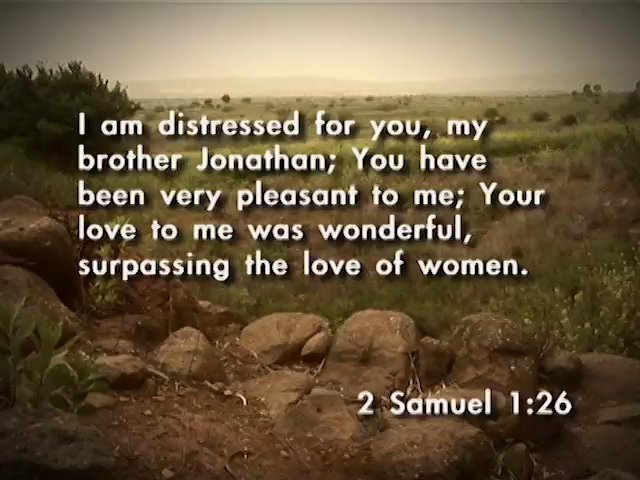 I am distressed for you, my
brother Jonathan; You have
been very pleasant to me; Your
love to me was wonderful,
surpassing the love of women.
2 Samuel 1:26